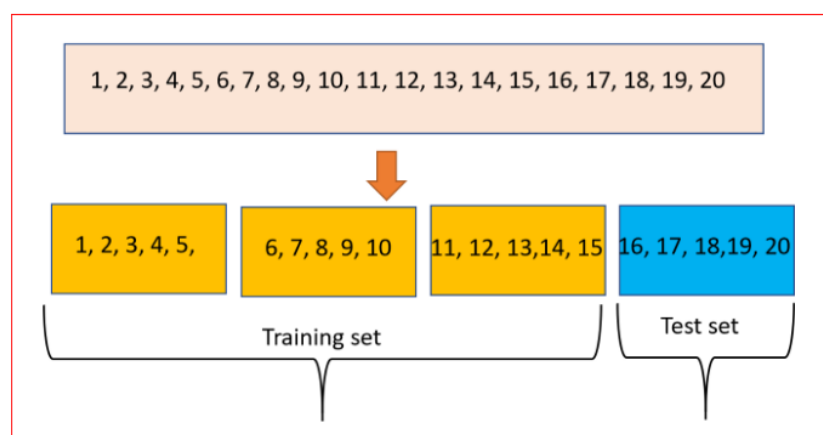 1, 2, 3, 4, 5, 6, 7, 8, 9, 10, 11, 12, 13, 14, 15, 16, 17, 18, 19, 20
1, 2, 3, 4, 5,
6, 7, 8, 9, 10
11, 12, 13,14, 15
16, 17, 18,19, 20
Training set
Test set